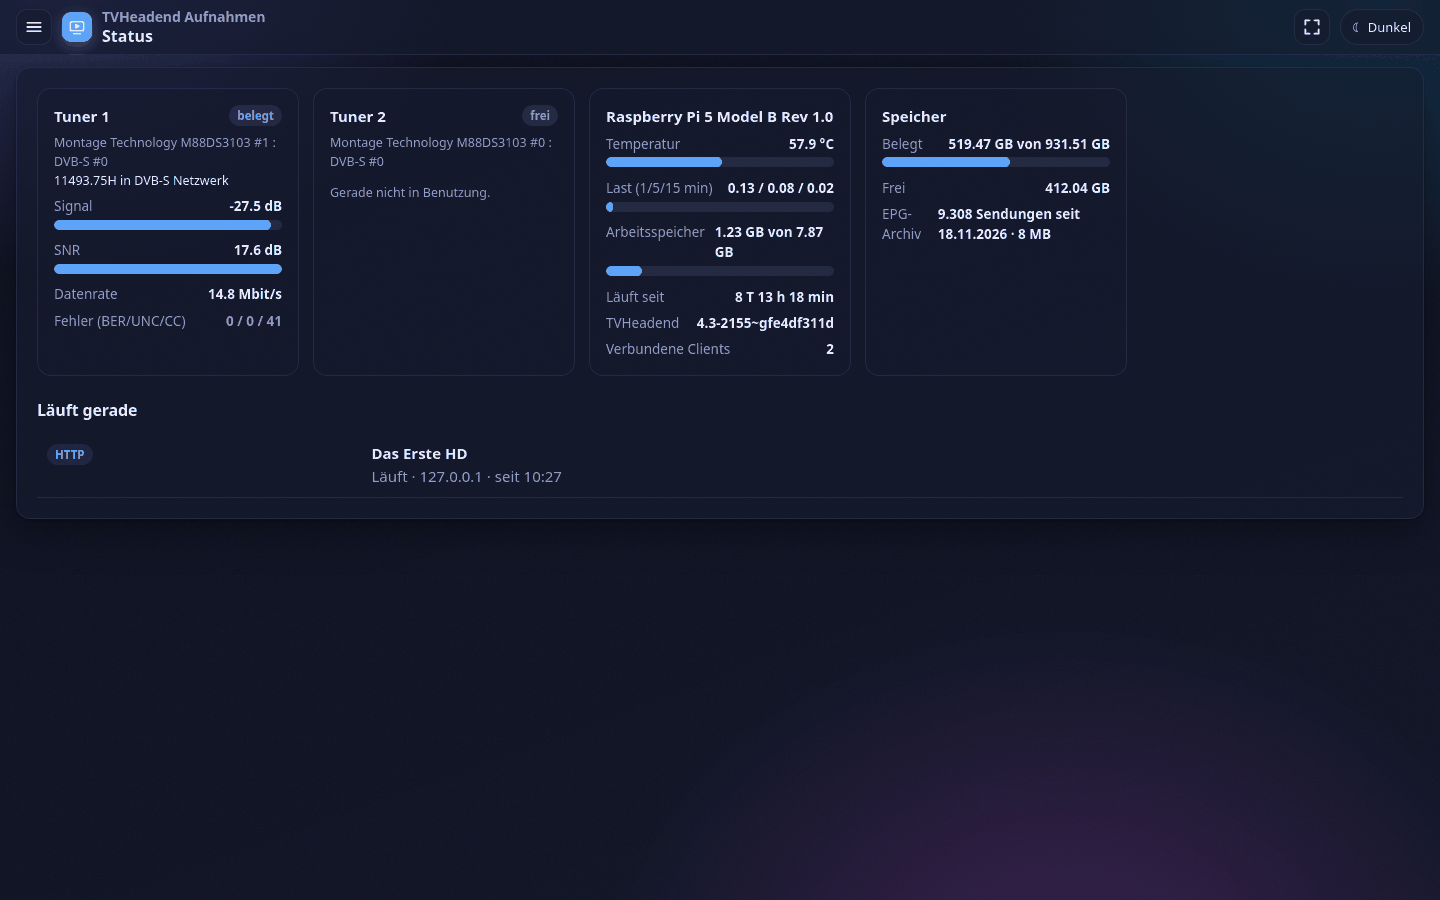 TVHeadend Aufnahmen
Status
☾ Dunkel
Tuner 1 belegt
Montage Technology M88DS3103 #1 :
DVB-S #0
11493.75H in DVB-S Netzwerk
Signal -27.5 dB
SNR 17.6 dB
Datenrate 14.8 Mbit/s
Fehler (BER/UNC/CC) 0 / 0 / 41
Tuner 2 frei
Montage Technology M88DS3103 #0 :
DVB-S #0
Gerade nicht in Benutzung.
Raspberry Pi 5 Model B Rev 1.0
Temperatur 57.9 °C
Last (1/5/15 min) 0.13 / 0.08 / 0.02
Arbeitsspeicher 1.23 GB von 7.87
GB
Läuft seit 8 T 13 h 18 min
TVHeadend 4.3-2155~gfe4df311d
Verbundene Clients 2
Speicher
Belegt 519.47 GB von 931.51 GB
Frei 412.04 GB
EPG- 9.308 Sendungen seit
Archiv 18.11.2026 · 8 MB
Läuft gerade
HTTP Das Erste HD
Läuft · 127.0.0.1 · seit 10:27